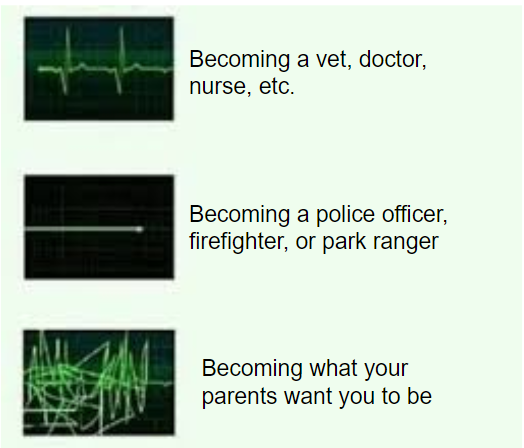 Becoming a vet, doctor,
nurse, etc.
Becoming a police officer,
firefighter, or park ranger
Becoming what your
parents want you to be